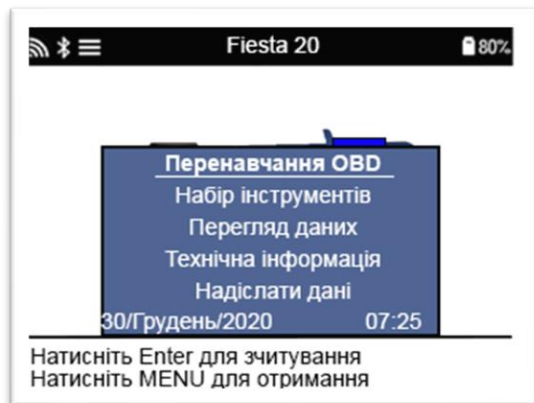 Fiesta 20 80%
Перенавчання OBD
Набір інструментів
Перегляд даних
Технічна інформація
Надіслати дані
30/Грудень/2020 07:25
Натисніть Enter для зчитування
Натисніть MENU для отримання